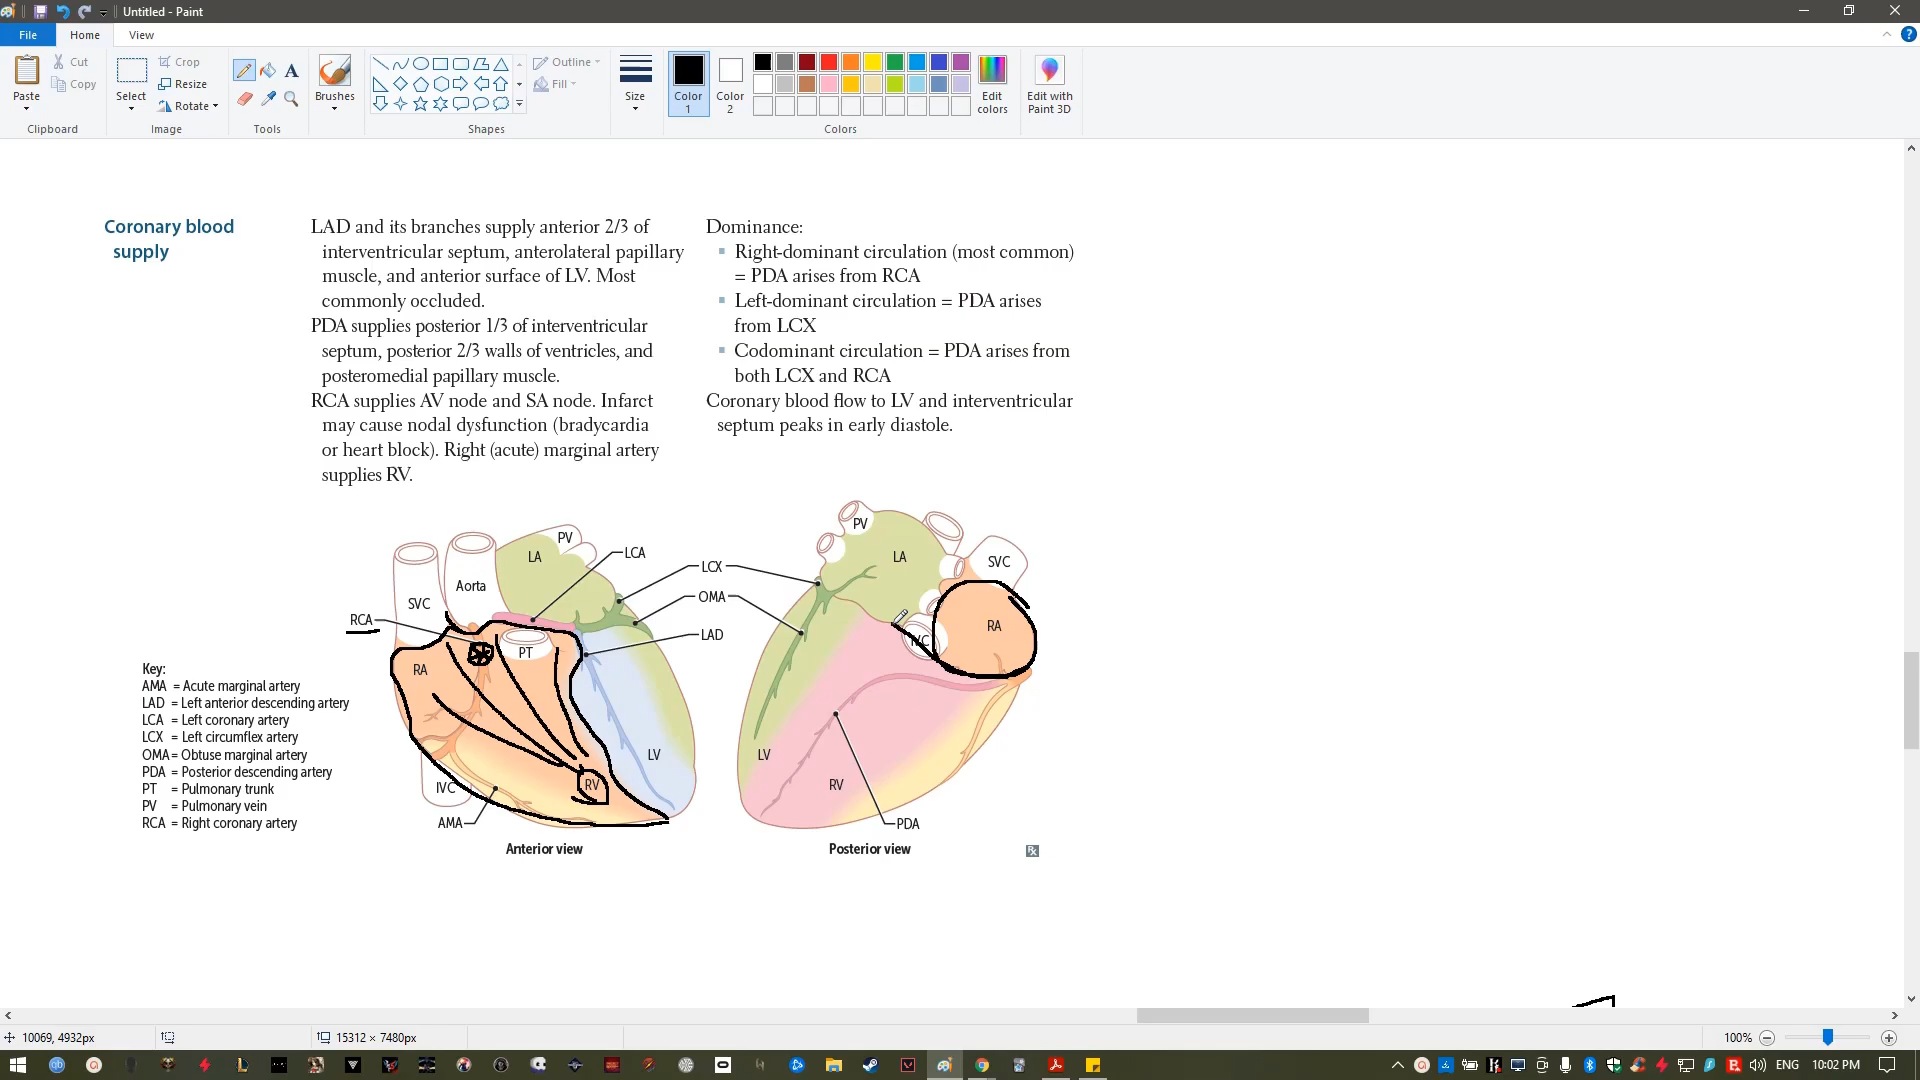 Untitled - Paint
File
Home
View
Paste
Cut
Copy
Clipboard
Select
Crop
Resize
Rotate
Image
Tools
Brushes
Shapes
Outline
Fill
Size
Color
1
Color
2
Edit
colors
Edit with
Paint 3D
Colors
Coronary blood
supply
LAD and its branches supply anterior 2/3 of
interventricular septum, anterolateral papillary
muscle, and anterior surface of LV. Most
commonly occluded.
PDA supplies posterior 1/3 of interventricular
septum, posterior 2/3 walls of ventricles, and
posteromedial papillary muscle.
RCA supplies AV node and SA node. Infarct
may cause nodal dysfunction (bradycardia
or heart block). Right (acute) marginal artery
supplies RV.
Dominance:
Right-dominant circulation (most common)
= PDA arises from RCA
Left-dominant circulation = PDA arises
from LCX
Codominant circulation = PDA arises from
both LCX and RCA
Coronary blood flow to LV and interventricular
septum peaks in early diastole.
PV
LA
LCA
Aorta
SVC
RCA
PT
RA
LCX
OMA
LAD
LV
RV
IVC
AMA
Anterior view
PV
LA
SVC
RA
IVC
LV
RV
PDA
Posterior view
Rx
Key:
AMA = Acute marginal artery
LAD = Left anterior descending artery
LCA = Left coronary artery
LCX = Left circumflex artery
OMA = Obtuse marginal artery
PDA = Posterior descending artery
PT = Pulmonary trunk
PV = Pulmonary vein
RCA = Right coronary artery
10069, 4932px
15312 × 7480px
100%
ENG
10:02 PM